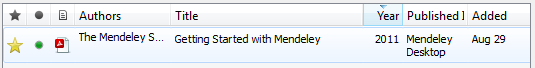 Authors Title Year Published I Added
The Mendeley S... Getting Started with Mendeley 2011 Mendeley Desktop Aug 29